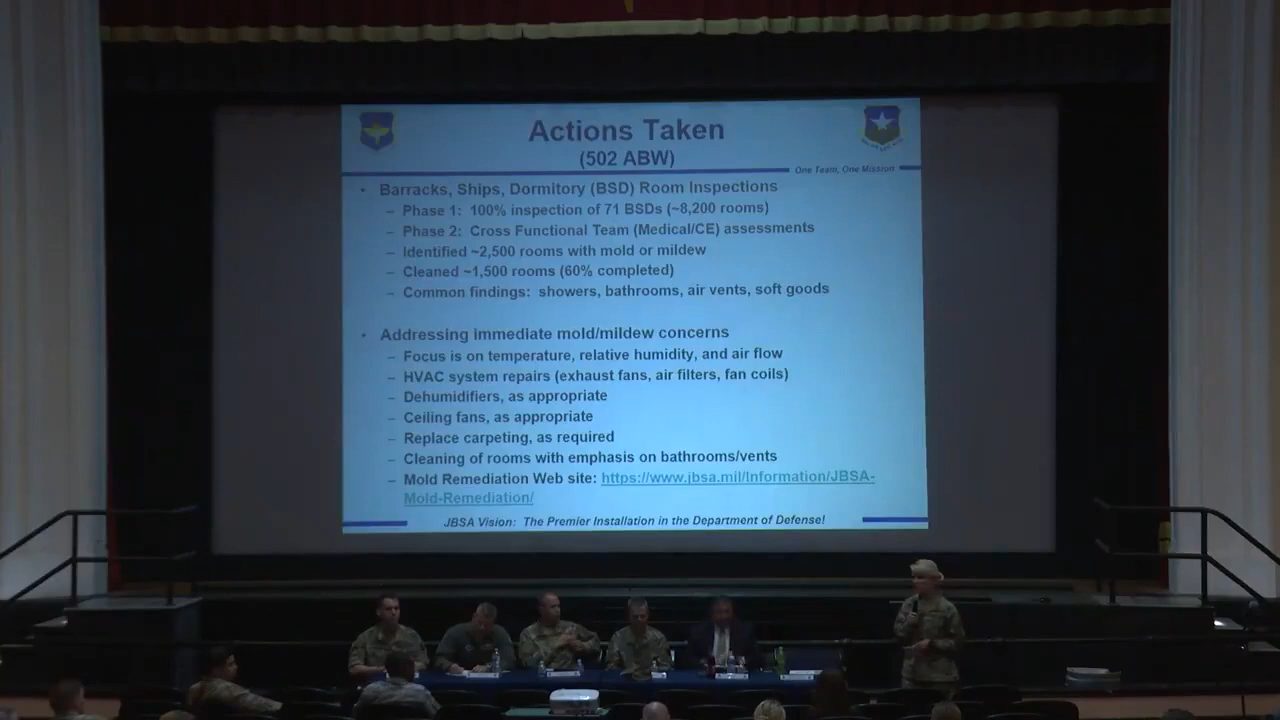 Actions Taken
(502 ABW)
One Team, One Mission
• Barracks, Ships, Dormitory (BSD) Room Inspections
– Phase 1: 100% inspection of 71 BSDs (~8,200 rooms)
– Phase 2: Cross Functional Team (Medical/CE) assessments
– Identified ~2,500 rooms with mold or mildew
– Cleaned ~1,500 rooms (60% completed)
– Common findings: showers, bathrooms, air vents, soft goods
• Addressing immediate mold/mildew concerns
– Focus is on temperature, relative humidity, and air flow
– HVAC system repairs (exhaust fans, air filters, fan coils)
– Dehumidifiers, as appropriate
– Ceiling fans, as appropriate
– Replace carpeting, as required
– Cleaning of rooms with emphasis on bathrooms/vents
– Mold Remediation Web site: https://www.jbsa.mil/Information/JBSA-
Mold-Remediation/
JBSA Vision: The Premier Installation in the Department of Defense!